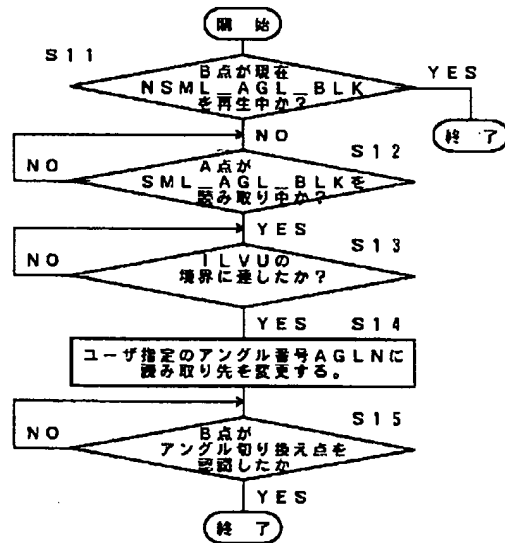 開 始
S11
B点が現在
NSML_AGL_BLK
を再生中か?
YES
終 了
NO
S12
NO
A点が
SML_AGL_BLKを
読み取り中か?
YES
S13
NO
ILVUの
境界に達したか?
YES
S14
ユーザ指定のアングル番号AGLNに
読み取り先を変更する。
S15
NO
B点が
アングル切り換え点を
認識したか
YES
終 了